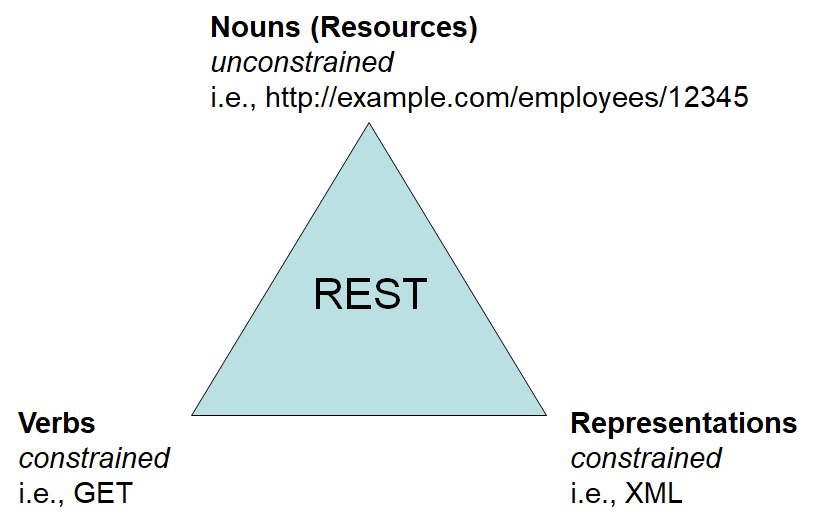 Nouns (Resources)
unconstrained
i.e., http://example.com/employees/12345
REST
Verbs
constrained
i.e., GET
Representations
constrained
i.e., XML